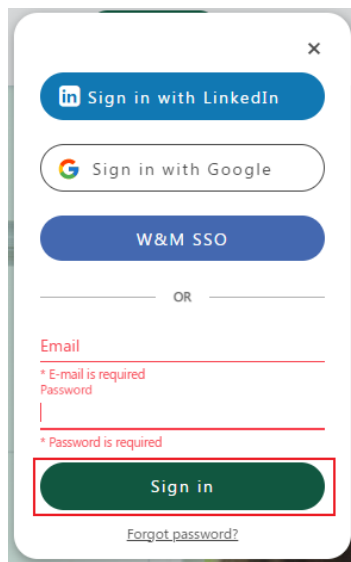 ×
in Sign in with LinkedIn
G Sign in with Google
W&M SSO
OR
Email
* E-mail is required
Password
* Password is required
Sign in
Forgot password?